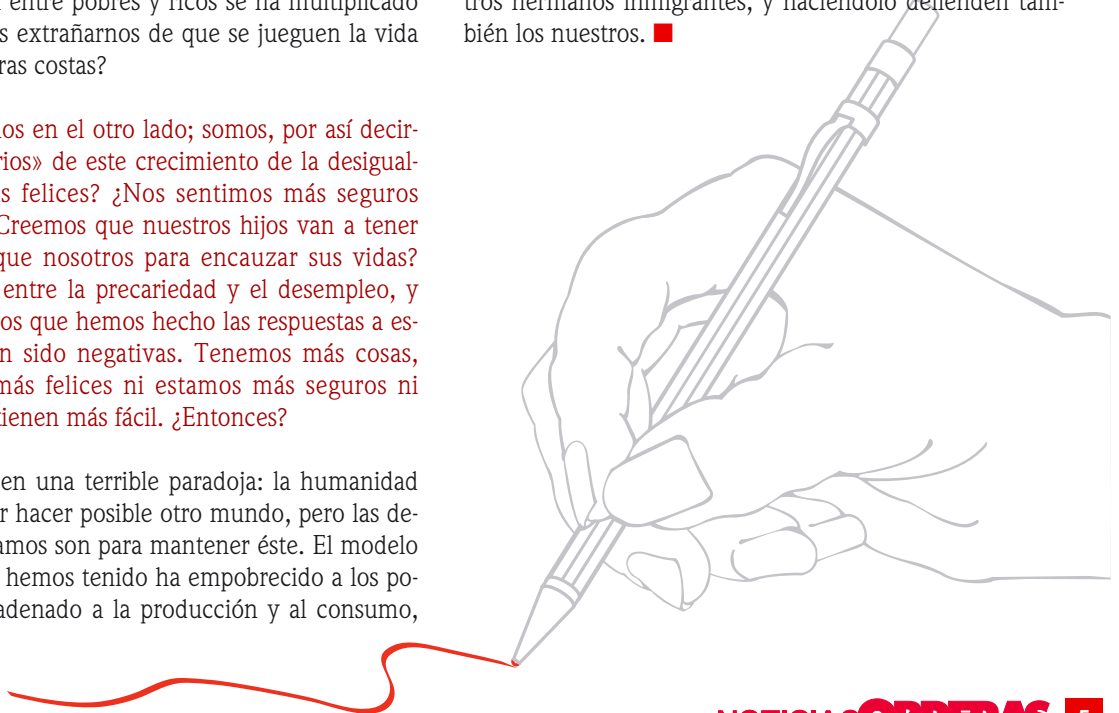 entre pobres y ricos se ha multiplicado
s extrañarnos de que se jueguen la vida
ras costas?
os en el otro lado; somos, por así decir-
rios» de este crecimiento de la desigual-
s felices? ¿Nos sentimos más seguros
Creemos que nuestros hijos van a tener
que nosotros para encauzar sus vidas?
entre la precariedad y el desempleo, y
os que hemos hecho las respuestas a es-
n sido negativas. Tenemos más cosas,
más felices ni estamos más seguros ni
tienen más fácil. ¿Entonces?
en una terrible paradoja: la humanidad
r hacer posible otro mundo, pero las de-
amos son para mantener éste. El modelo
hemos tenido ha empobrecido a los po-
adenado a la producción y al consumo,
tros hermanos inmigrantes, y haciéndolo defienden tam-
bién los nuestros.
NOTICIAS OBRERAS